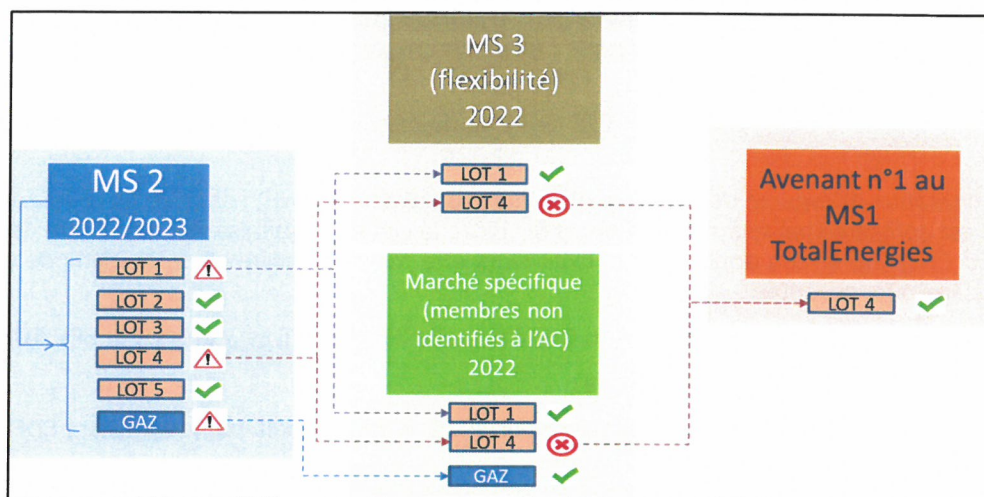 MS 3
(flexibilité)
2022
LOT 1
LOT 4
MS 2
2022/2023
LOT 1
LOT 2
LOT 3
LOT 4
LOT 5
GAZ
Marché spécifique
(membres non
identifiés à l'AC)
2022
LOT 1
LOT 4
GAZ
Avenant n°1 au
MS1
TotalEnergies
LOT 4